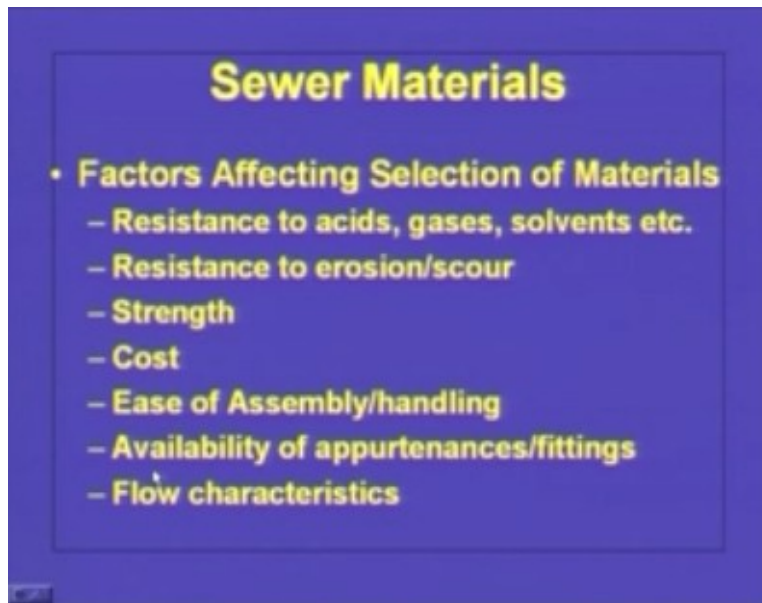 Sewer Materials
• Factors Affecting Selection of Materials
– Resistance to acids, gases, solvents etc.
– Resistance to erosion/scour
– Strength
– Cost
– Ease of Assembly/handling
– Availability of appurtenances/fittings
– Flow characteristics